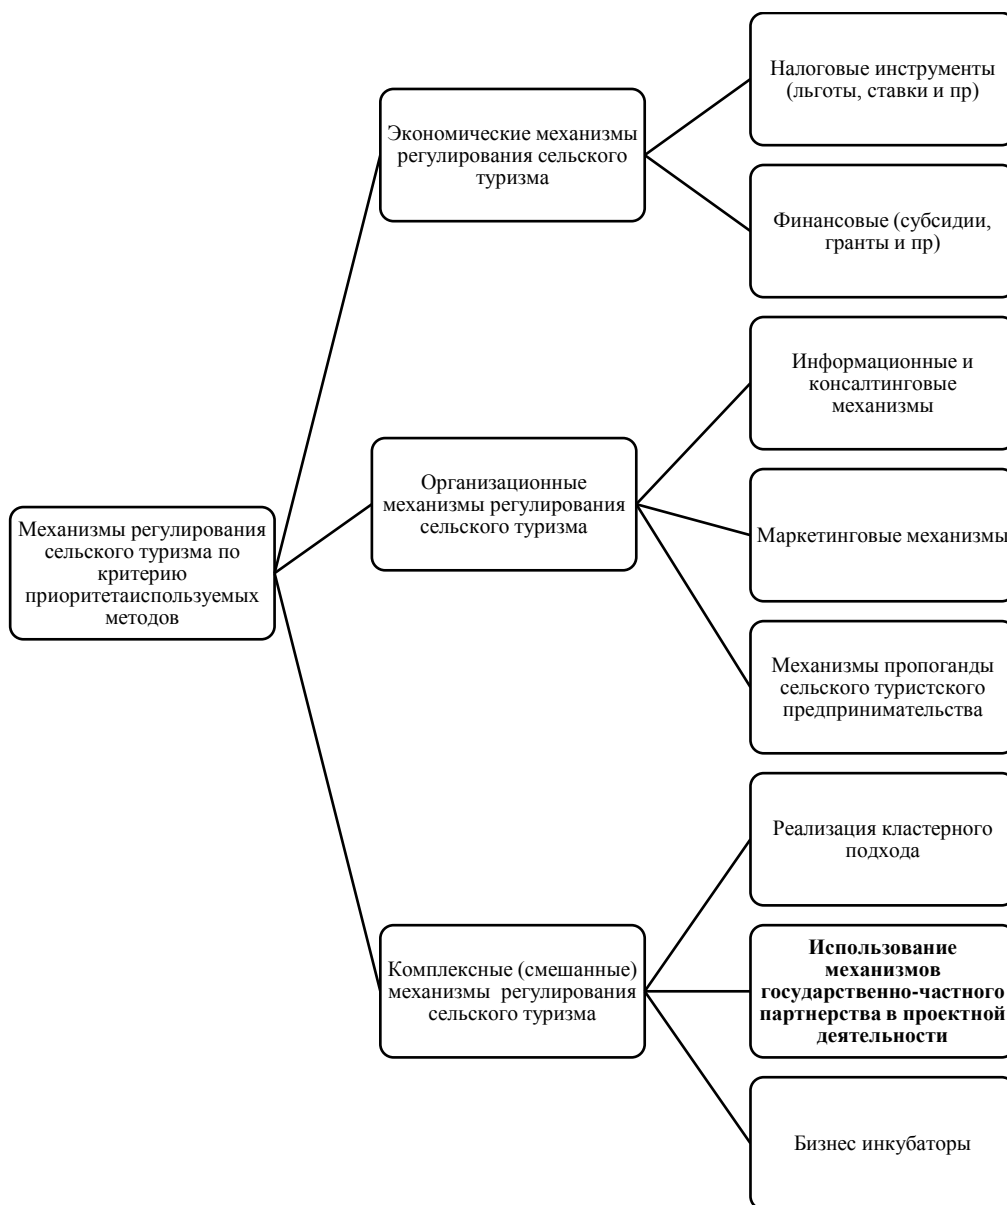 Механизмы регулирования
сельского туризма по
критерию
приоритетаиспользуемых
методов
Экономические механизмы
регулирования сельского
туризма
Налоговые инструменты
(льготы, ставки и пр)
Финансовые (субсидии,
гранты и пр)
Организационные
механизмы регулирования
сельского туризма
Информационные и
консалтинговые
механизмы
Маркетинговые механизмы
Механизмы пропоганды
сельского туристского
предпринимательства
Комплексные (смешанные)
механизмы регулирования
сельского туризма
Реализация кластерного
подхода
Использование
механизмов
государственно-частного
партнерства в проектной
деятельности
Бизнес инкубаторы